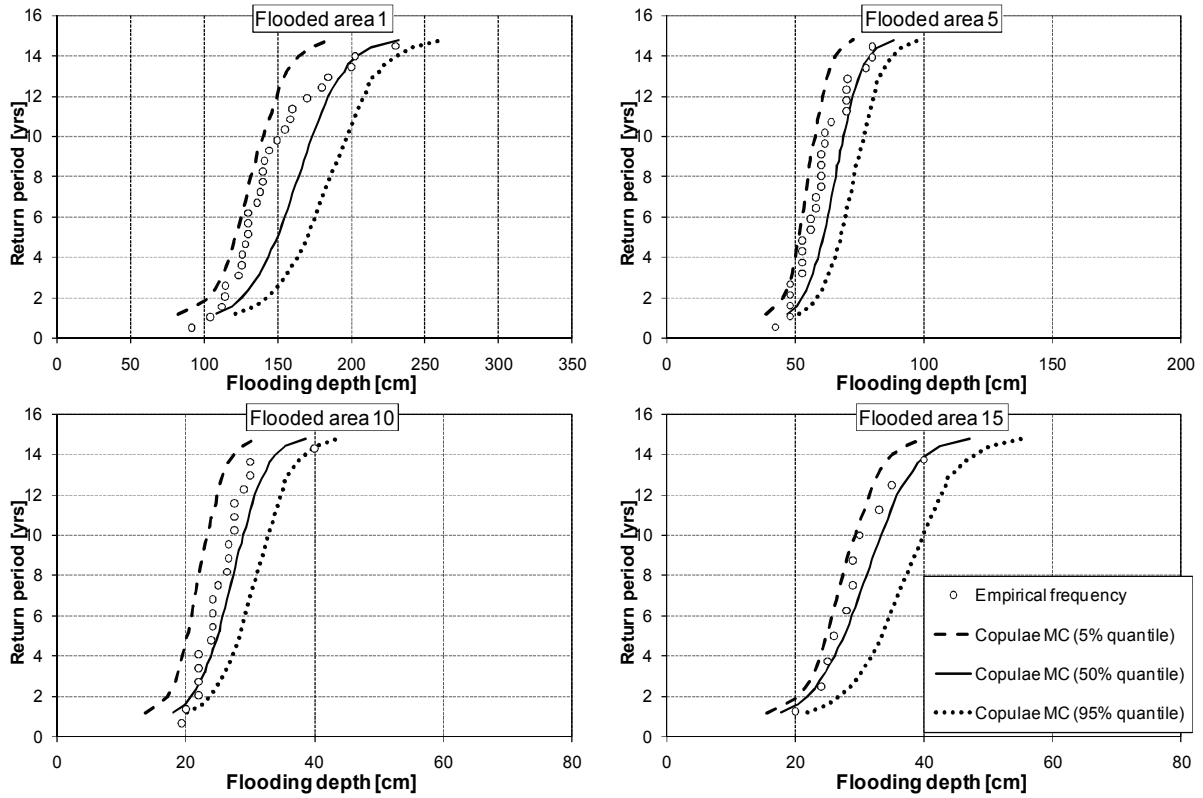 Flooded area 1
16
14
12
10
8
6
4
2
0
Return period [yrs]
0 50 100 150 200 250 300 350
Flooding depth [cm]
Flooded area 5
16
14
12
10
8
6
4
2
0
Return period [yrs]
0 50 100 150 200
Flooding depth [cm]
Flooded area 10
16
14
12
10
8
6
4
2
0
Return period [yrs]
0 20 40 60 80
Flooding depth [cm]
Flooded area 15
16
14
12
10
8
6
4
2
0
Return period [yrs]
0 20 40 60 80
Flooding depth [cm]
Empirical frequency
Copulae MC (5% quantile)
Copulae MC (50% quantile)
Copulae MC (95% quantile)